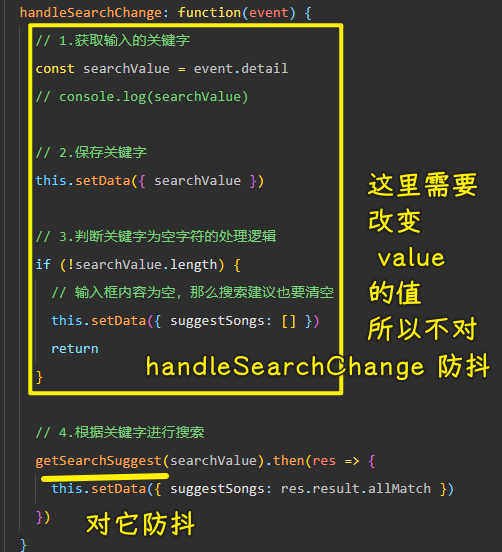 handleSearchChange: function(event) {
// 1.获取输入的关键字
const searchValue = event.detail
// console.log(searchValue)
// 2.保存关键字
this.setData({ searchValue })
// 3.判断关键字为空字符的处理逻辑
if (!searchValue.length) {
// 输入框内容为空, 那么搜索建议也要清空
this.setData({ suggestSongs: [] })
return
}
这里需要
改变
value
的值
所以不对
handleSearchChange 防抖
// 4.根据关键字进行搜索
getSearchSuggest(searchValue).then(res => {
this.setData({ suggestSongs: res.result.allMatch })
})
对它防抖
}